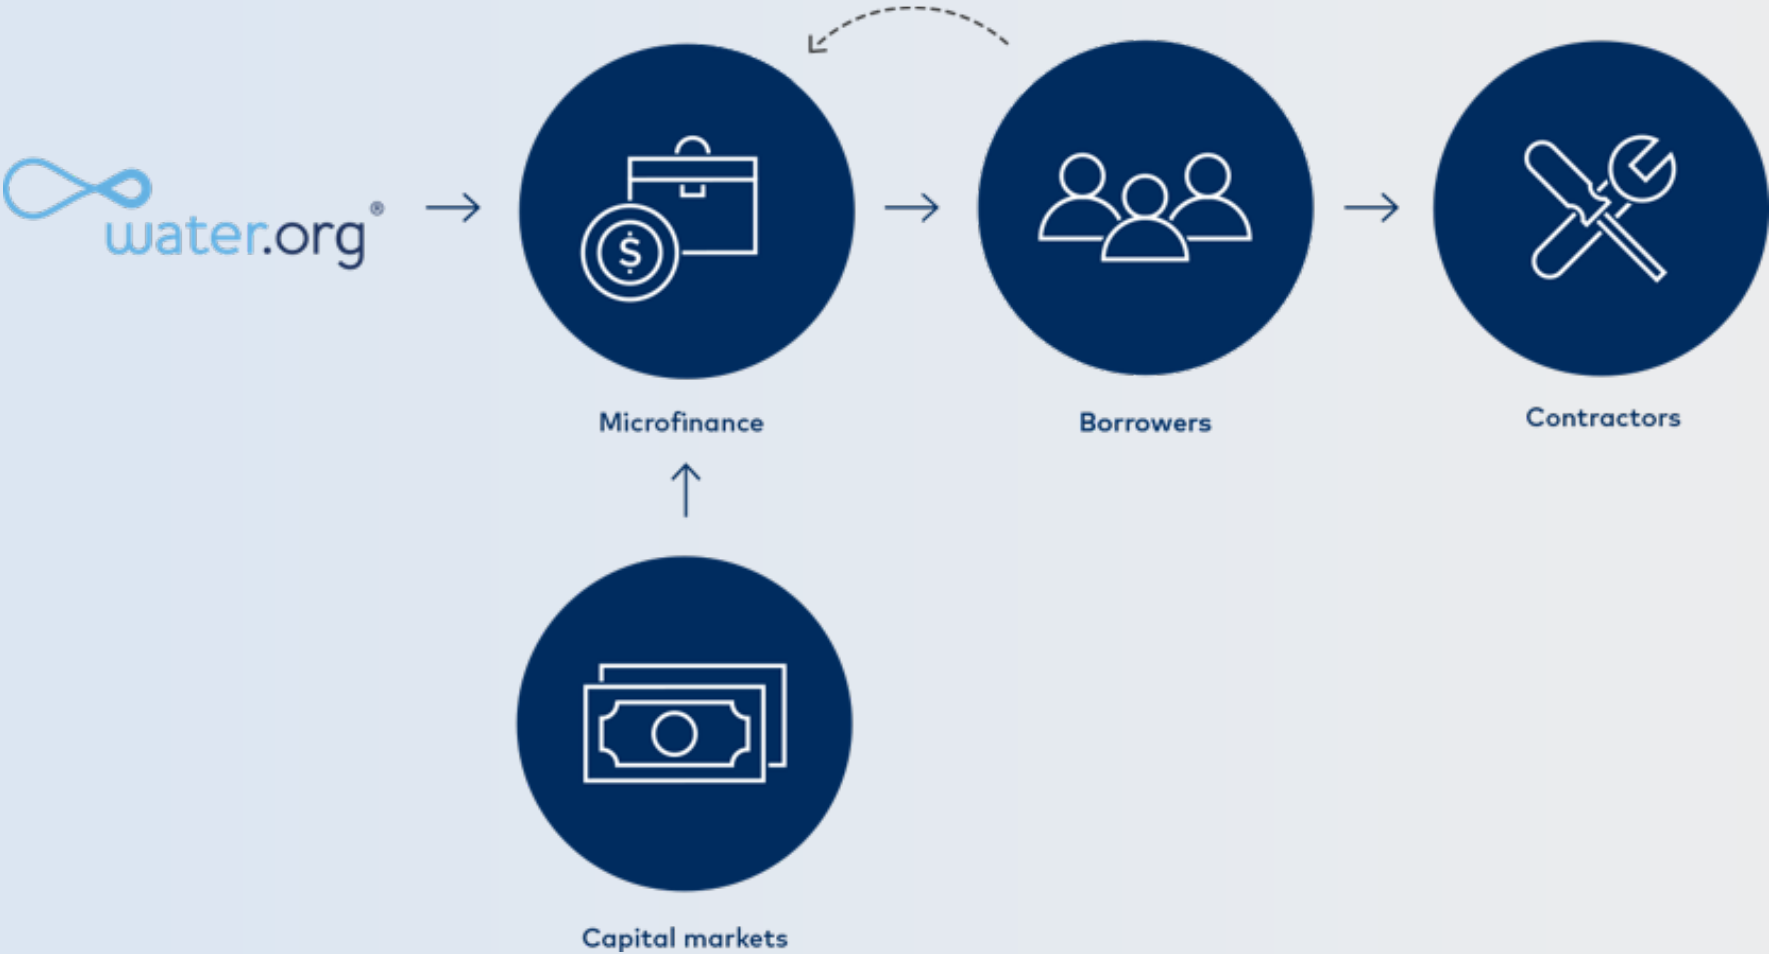 water.org®
$
Microfinance
Borrowers
Contractors
Capital markets